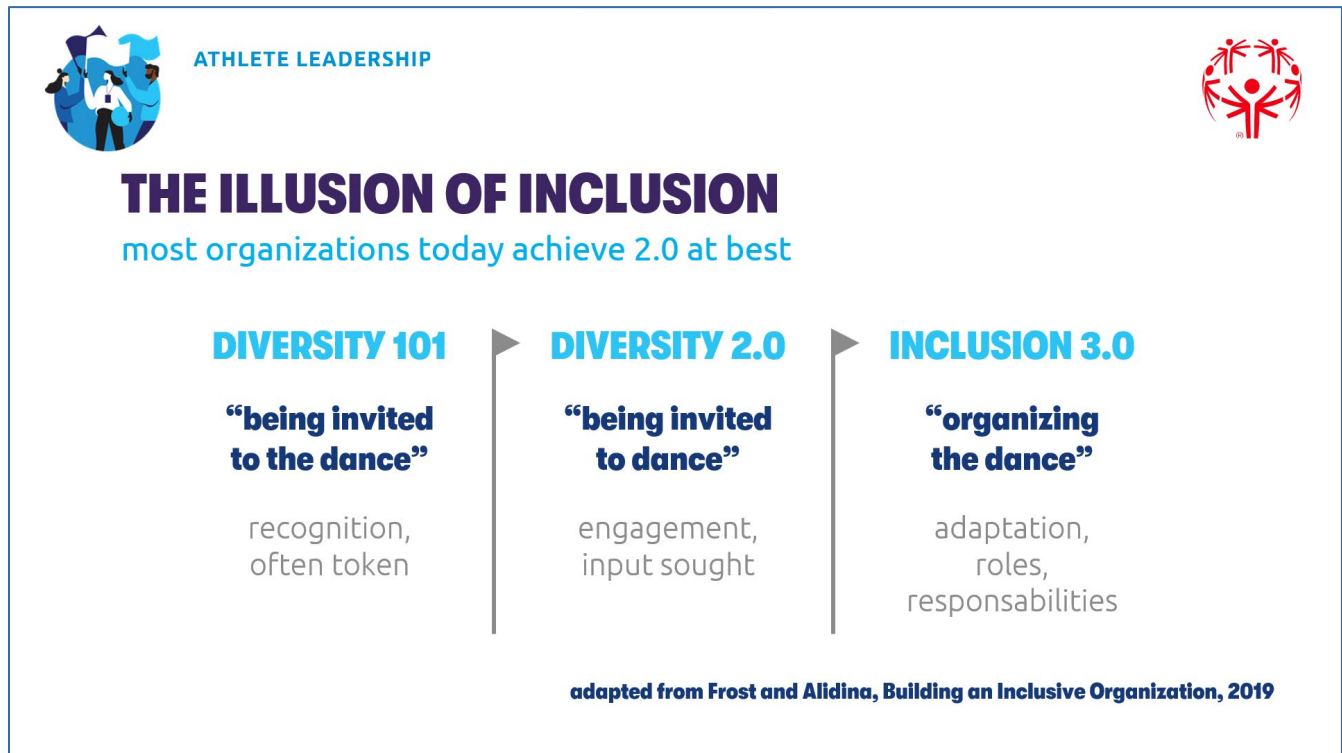 ATHLETE LEADERSHIP
THE ILLUSION OF INCLUSION
most organizations today achieve 2.0 at best
DIVERSITY 101
“being invited
to the dance”
recognition,
often token
DIVERSITY 2.0
“being invited
to dance”
engagement,
input sought
INCLUSION 3.0
“organizing
the dance”
adaptation,
roles,
responsabilities
adapted from Frost and Alidina, Building an Inclusive Organization, 2019
®